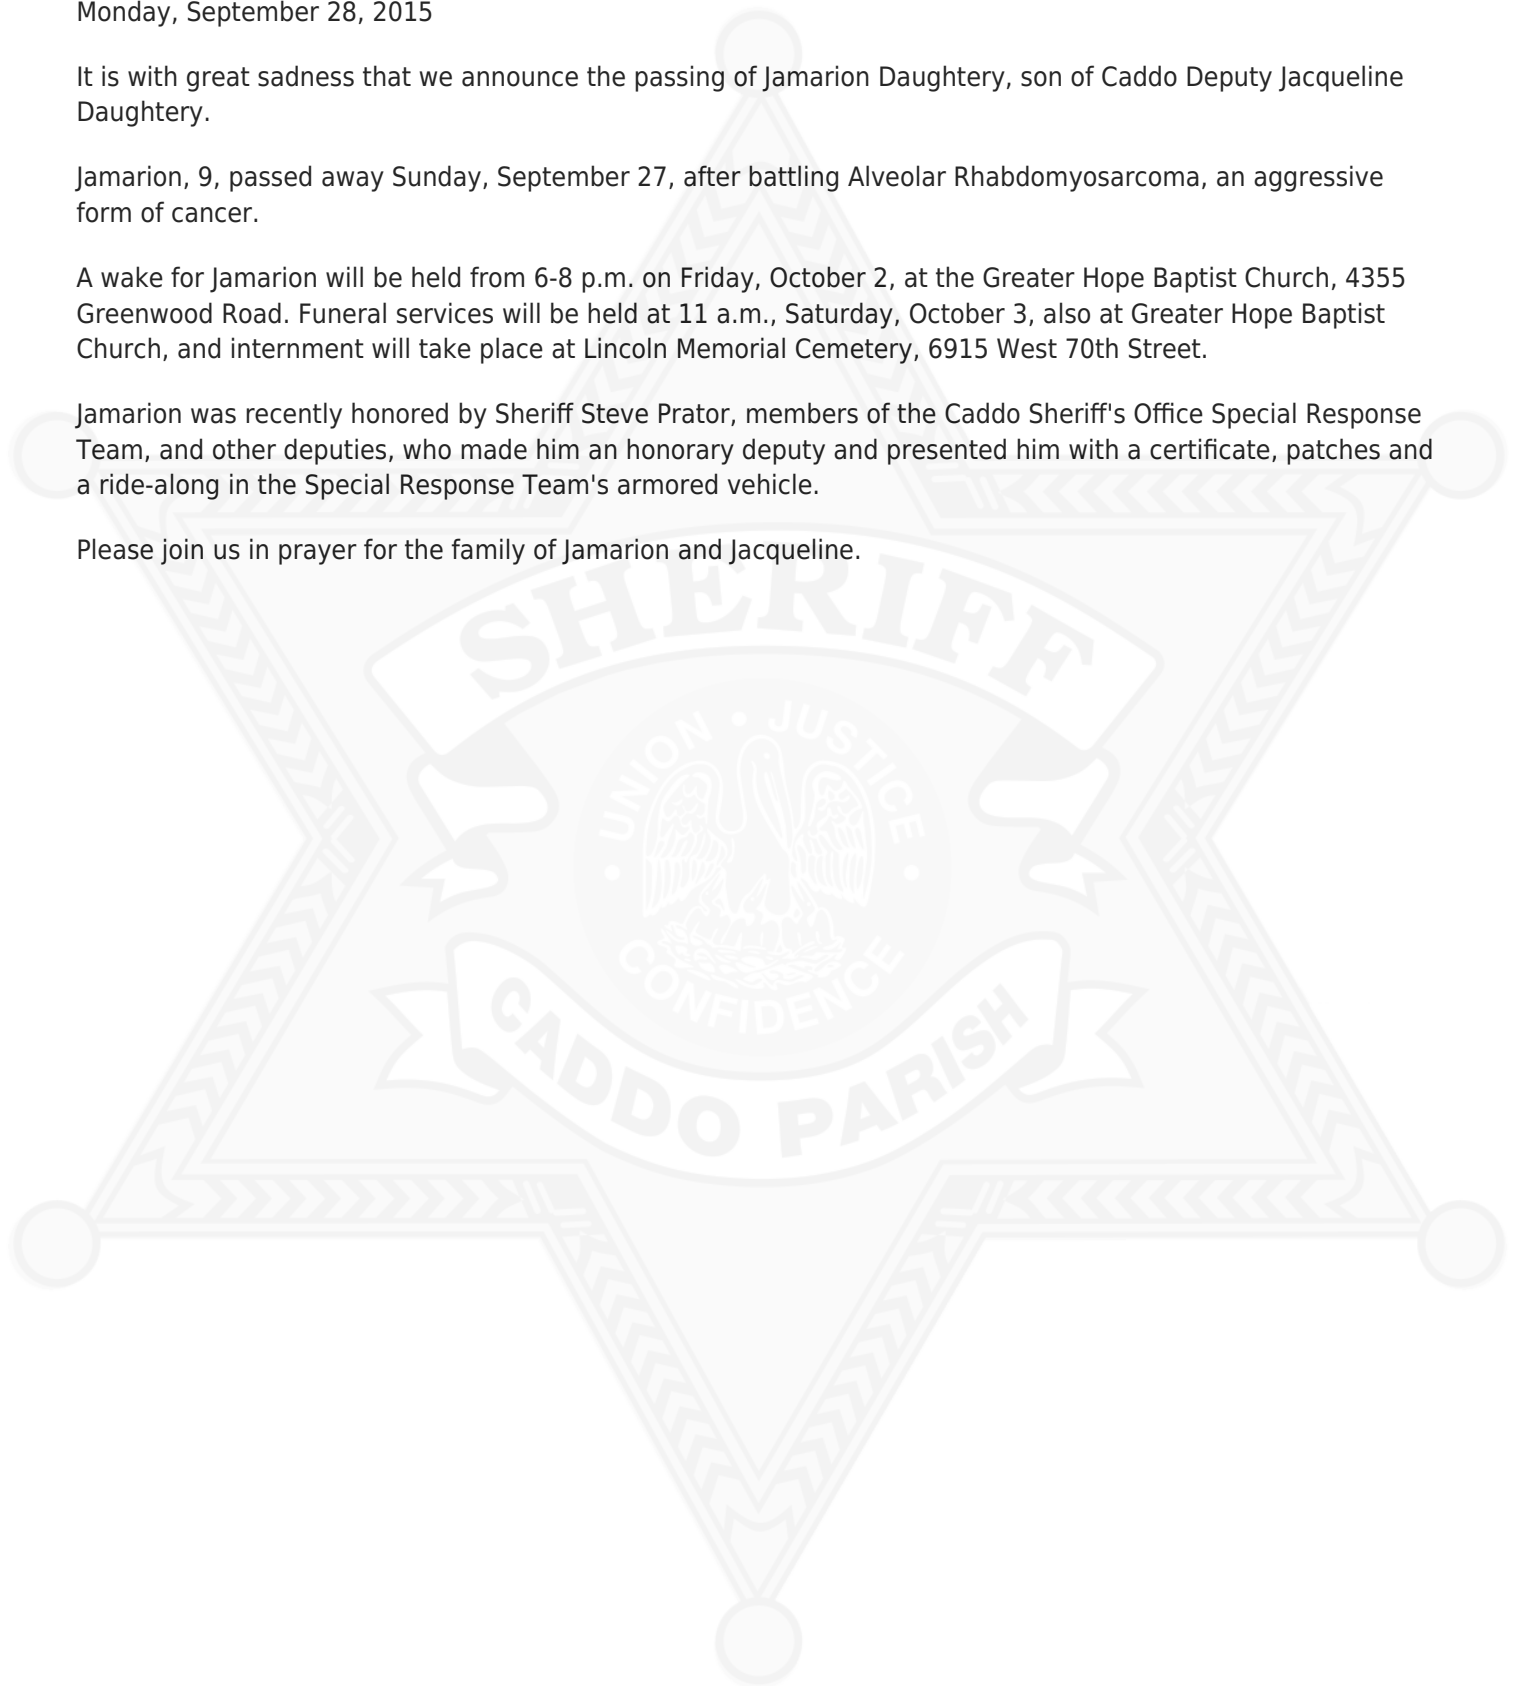 Monday, September 28, 2015
It is with great sadness that we announce the passing of Jamarion Daughtery, son of Caddo Deputy Jacqueline
Daughtery.
Jamarion, 9, passed away Sunday, September 27, after battling Alveolar Rhabdomyosarcoma, an aggressive
form of cancer.
A wake for Jamarion will be held from 6-8 p.m. on Friday, October 2, at the Greater Hope Baptist Church, 4355
Greenwood Road. Funeral services will be held at 11 a.m., Saturday, October 3, also at Greater Hope Baptist
Church, and internment will take place at Lincoln Memorial Cemetery, 6915 West 70th Street.
Jamarion was recently honored by Sheriff Steve Prator, members of the Caddo Sheriff's Office Special Response
Team, and other deputies, who made him an honorary deputy and presented him with a certificate, patches and
a ride-along in the Special Response Team's armored vehicle.
Please join us in prayer for the family of Jamarion and Jacqueline.
SHERIFF
UNION • JUSTICE
• CONFIDENCE •
CADDO PARISH